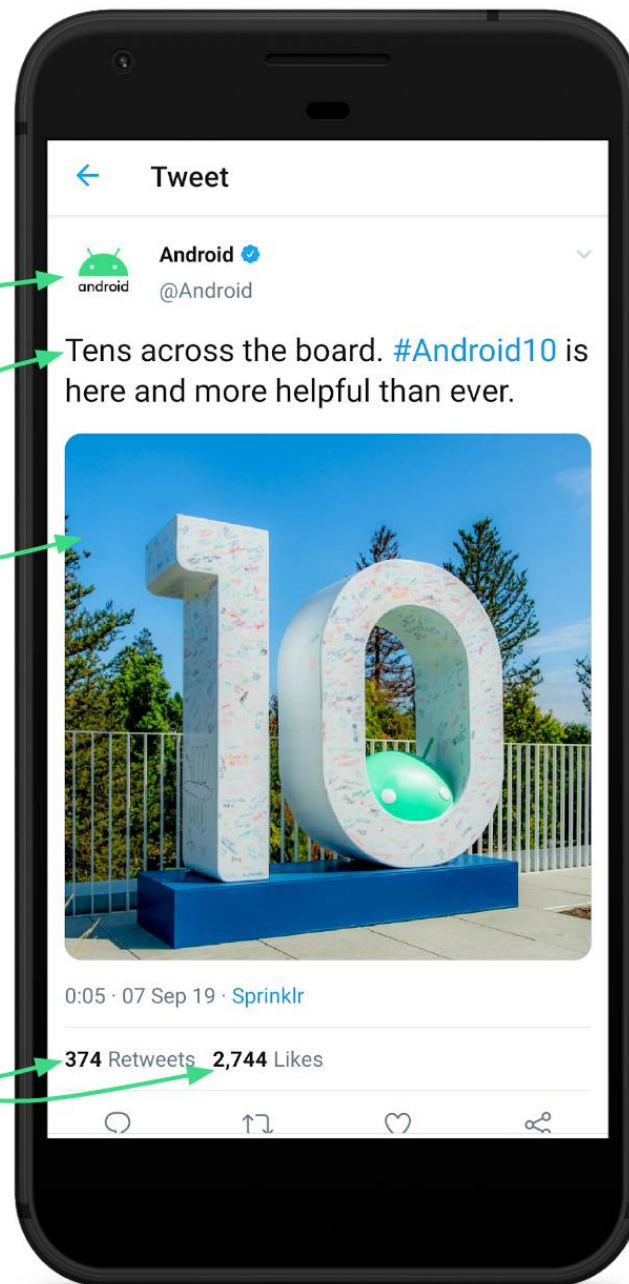 Tweet
Android
android
@Android
Tens across the board. #Android10 is
here and more helpful than ever.
10
0:05 · 07 Sep 19 · Sprinklr
374 Retweets 2,744 Likes